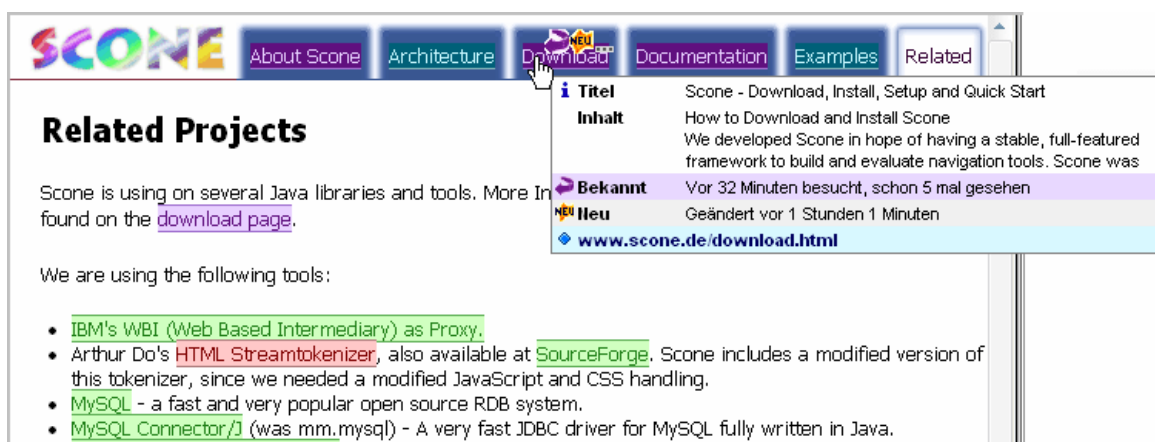 SCONE
About Scone Architecture Download Documentation Examples Related
NEU
Titel Scone - Download, Install, Setup and Quick Start
Inhalt How to Download and Install Scone
We developed Scone in hope of having a stable, full-featured
framework to build and evaluate navigation tools. Scone was
Bekannt Vor 32 Minuten besucht, schon 5 mal gesehen
NEU Neu Geändert vor 1 Stunden 1 Minuten
www.scone.de/download.html
Related Projects
Scone is using on several Java libraries and tools. More In
found on the download page.
We are using the following tools:
• IBM's WBI (Web Based Intermediary) as Proxy.
• Arthur Do's HTML Streamtokenizer, also available at SourceForge. Scone includes a modified version of
this tokenizer, since we needed a modified JavaScript and CSS handling.
• MySQL - a fast and very popular open source RDB system.
• MySQL Connector/J (was mm.mysql) - A very fast JDBC driver for MySQL fully written in Java.